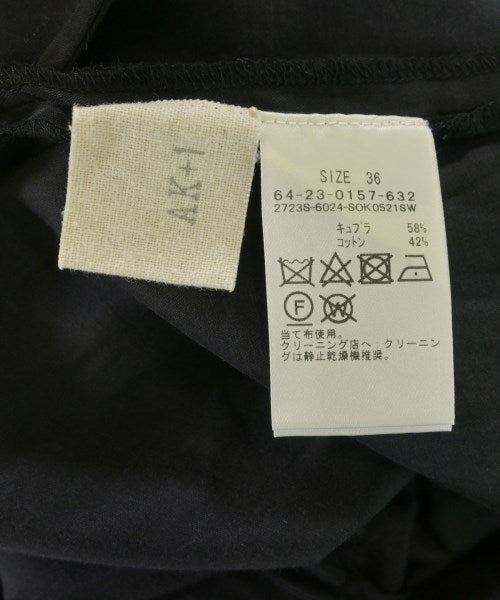 AK+1
SIZE 36
64-23-0157-632
2723S-6024-SOK0521SW
キュプラ 58%
コットン 42%
F W
当て布使用。
クリーニング店へ:クリーニン
グは静止乾燥機推奨。